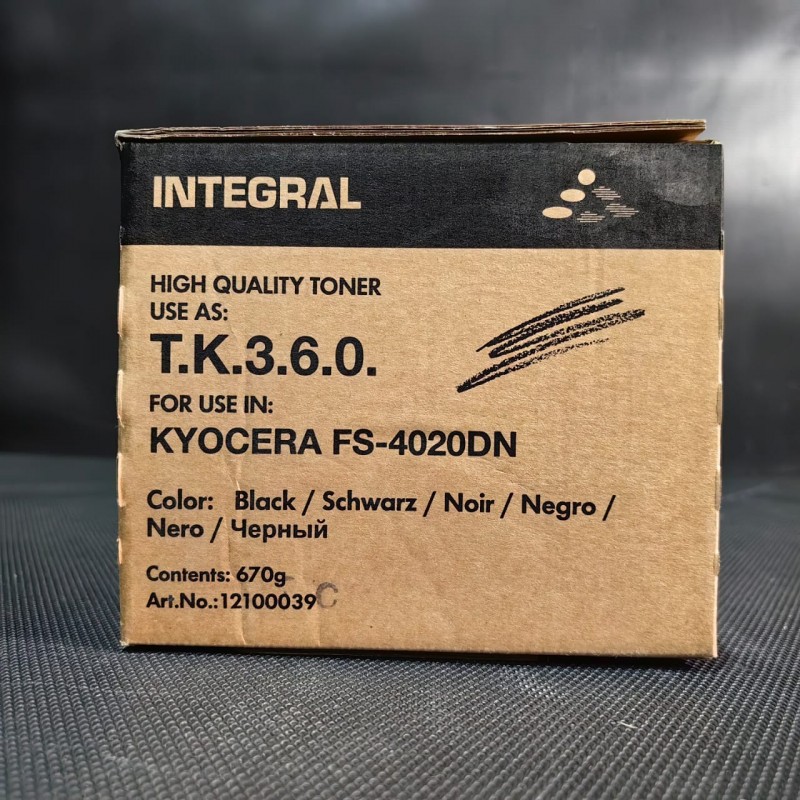 INTEGRAL
HIGH QUALITY TONER
USE AS:
T.K.3.6.0.
FOR USE IN:
KYOCERA FS-4020DN
Color: Black / Schwarz / Noir / Negro /
Nero / Черный
Contents: 670g
Art.No.:12100039 C